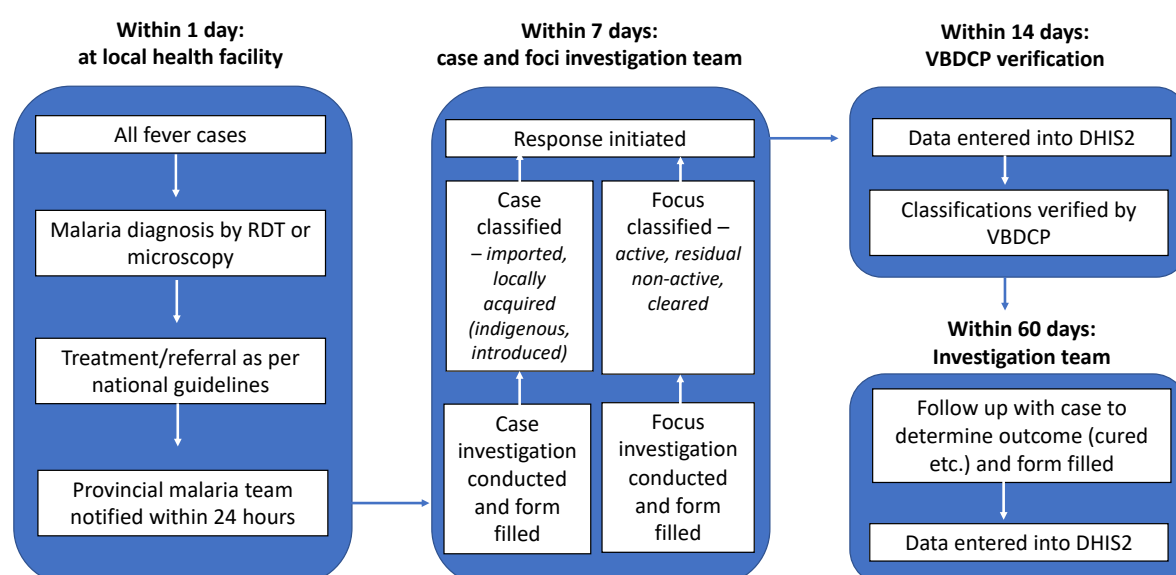 Within 1 day:
at local health facility
All fever cases
Malaria diagnosis by RDT or
microscopy
Treatment/referral as per
national guidelines
Provincial malaria team
notified within 24 hours
Within 7 days:
case and foci investigation team
Response initiated
Case
classified
– imported,
locally
acquired
(indigenous,
introduced)
Focus
classified –
active, residual
non-active,
cleared
Case
investigation
conducted
and form
filled
Focus
investigation
conducted
and form
filled
Within 14 days:
VBDCP verification
Data entered into DHIS2
Classifications verified by
VBDCP
Within 60 days:
Investigation team
Follow up with case to
determine outcome (cured
etc.) and form filled
Data entered into DHIS2